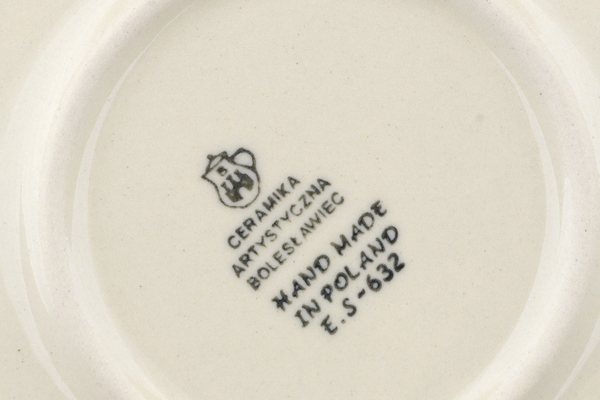 CERAMIKA
ARTYSTYCZNA
BOLESŁAWIEC
HAND MADE
IN POLAND
E.S-632